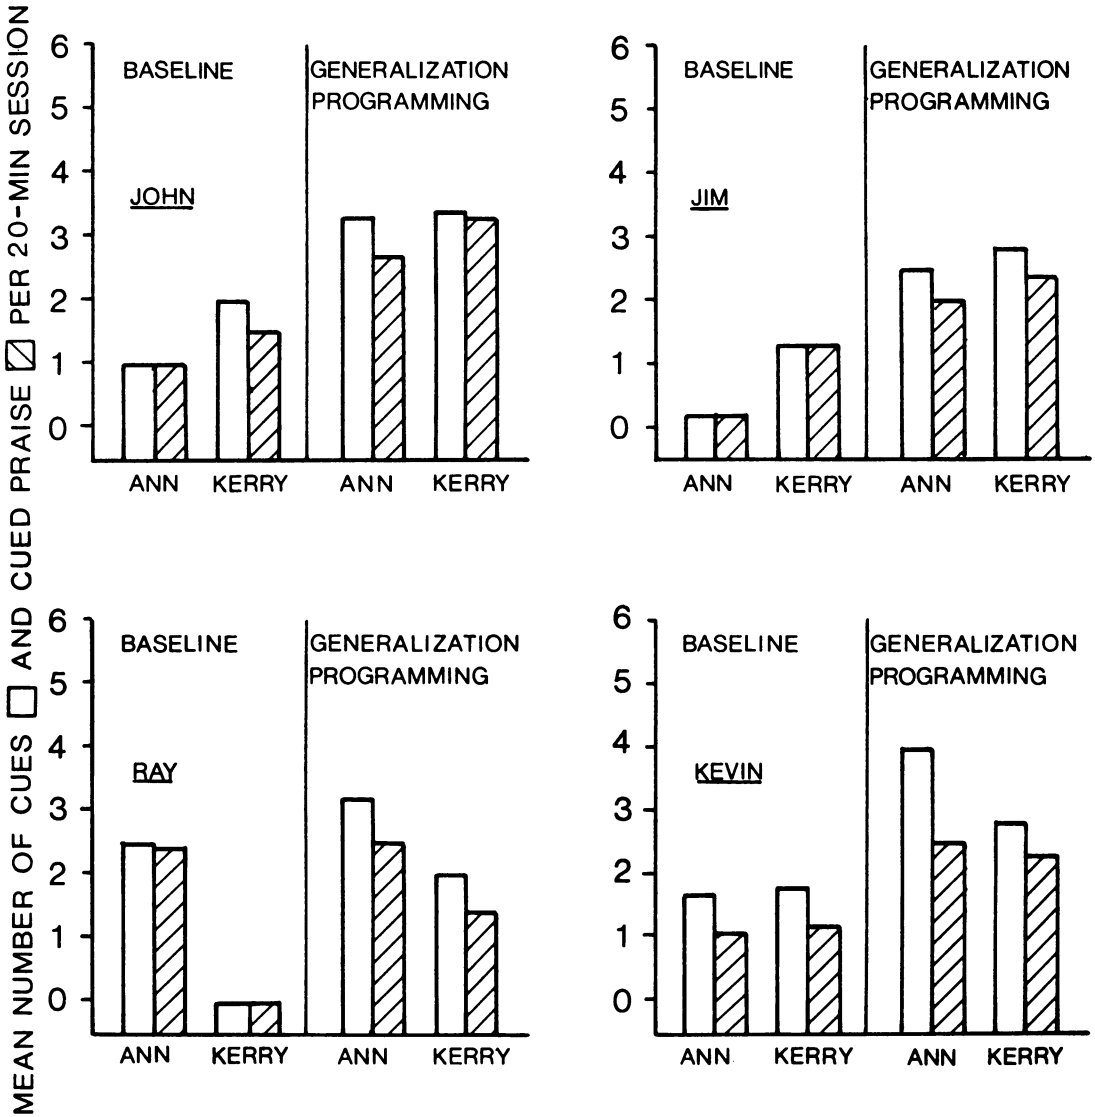 MEAN NUMBER OF CUES AND CUED PRAISE PER 20-MIN SESSION
6
5
4
3
2
1
0
BASELINE
GENERALIZATION
PROGRAMMING
JOHN
ANN KERRY ANN KERRY
6
5
4
3
2
1
0
BASELINE
GENERALIZATION
PROGRAMMING
JIM
ANN KERRY ANN KERRY
6
5
4
3
2
1
0
BASELINE
GENERALIZATION
PROGRAMMING
RAY
ANN KERRY ANN KERRY
6
5
4
3
2
1
0
BASELINE
GENERALIZATION
PROGRAMMING
KEVIN
ANN KERRY ANN KERRY